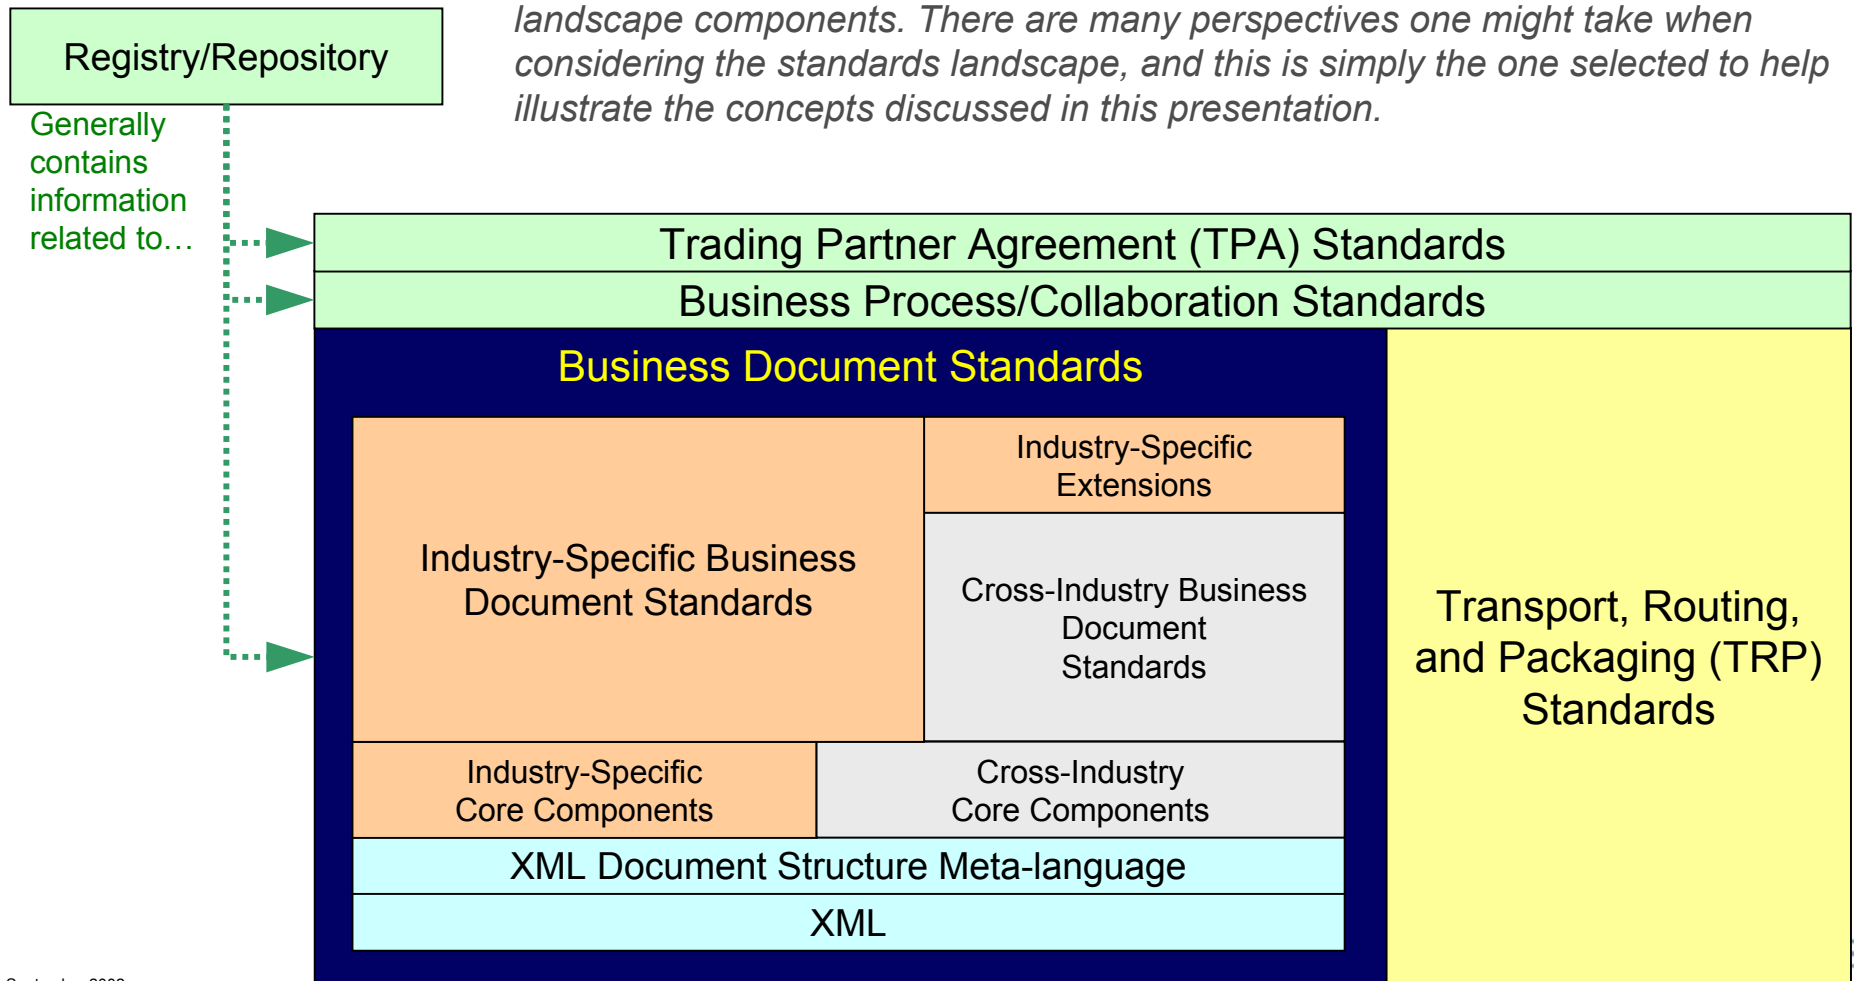 landscape components. There are many perspectives one might take when
considering the standards landscape, and this is simply the one selected to help
illustrate the concepts discussed in this presentation.
Registry/Repository
Generally
contains
information
related to…
Trading Partner Agreement (TPA) Standards
Business Process/Collaboration Standards
Business Document Standards
Industry-Specific Business
Document Standards
Industry-Specific
Extensions
Cross-Industry Business
Document
Standards
Industry-Specific
Core Components
Cross-Industry
Core Components
XML Document Structure Meta-language
XML
Transport, Routing,
and Packaging (TRP)
Standards